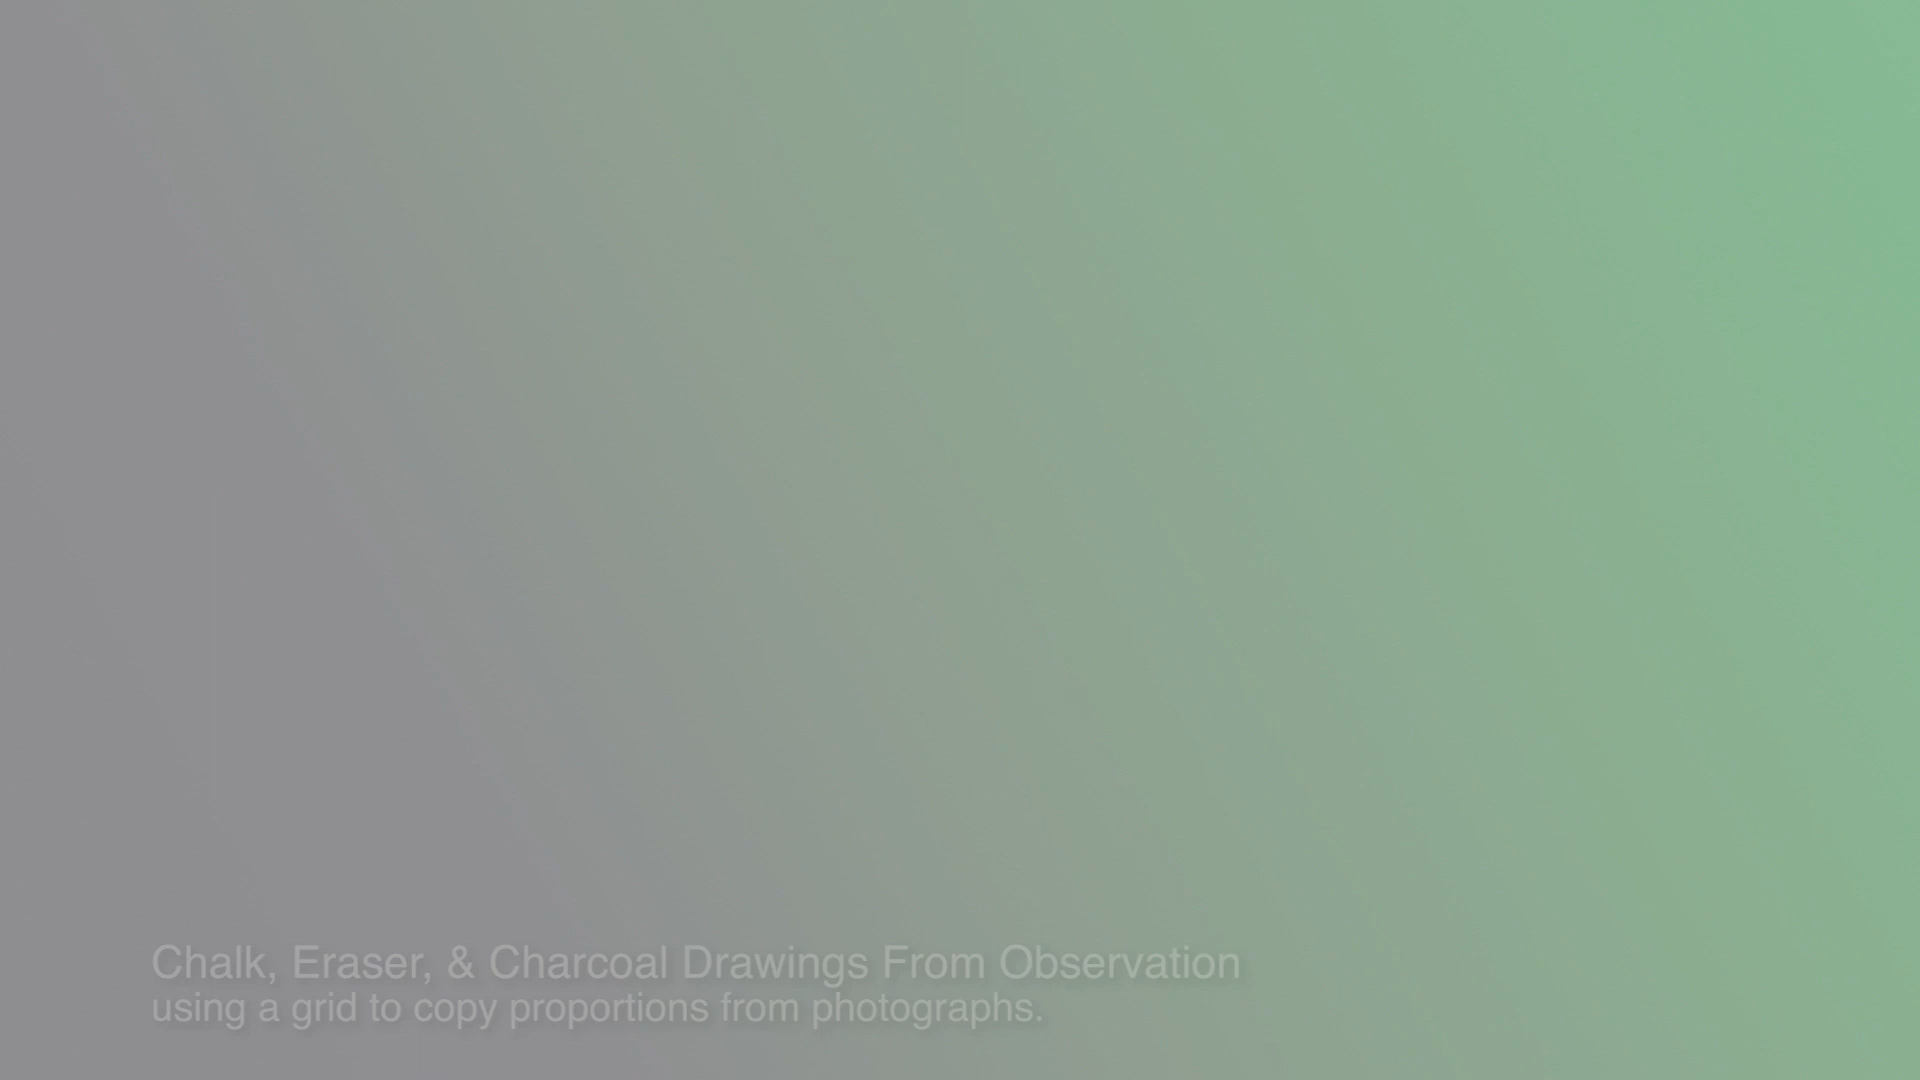 Chalk, Eraser, & Charcoal Drawings From Observation
using a grid to copy proportions from photographs.